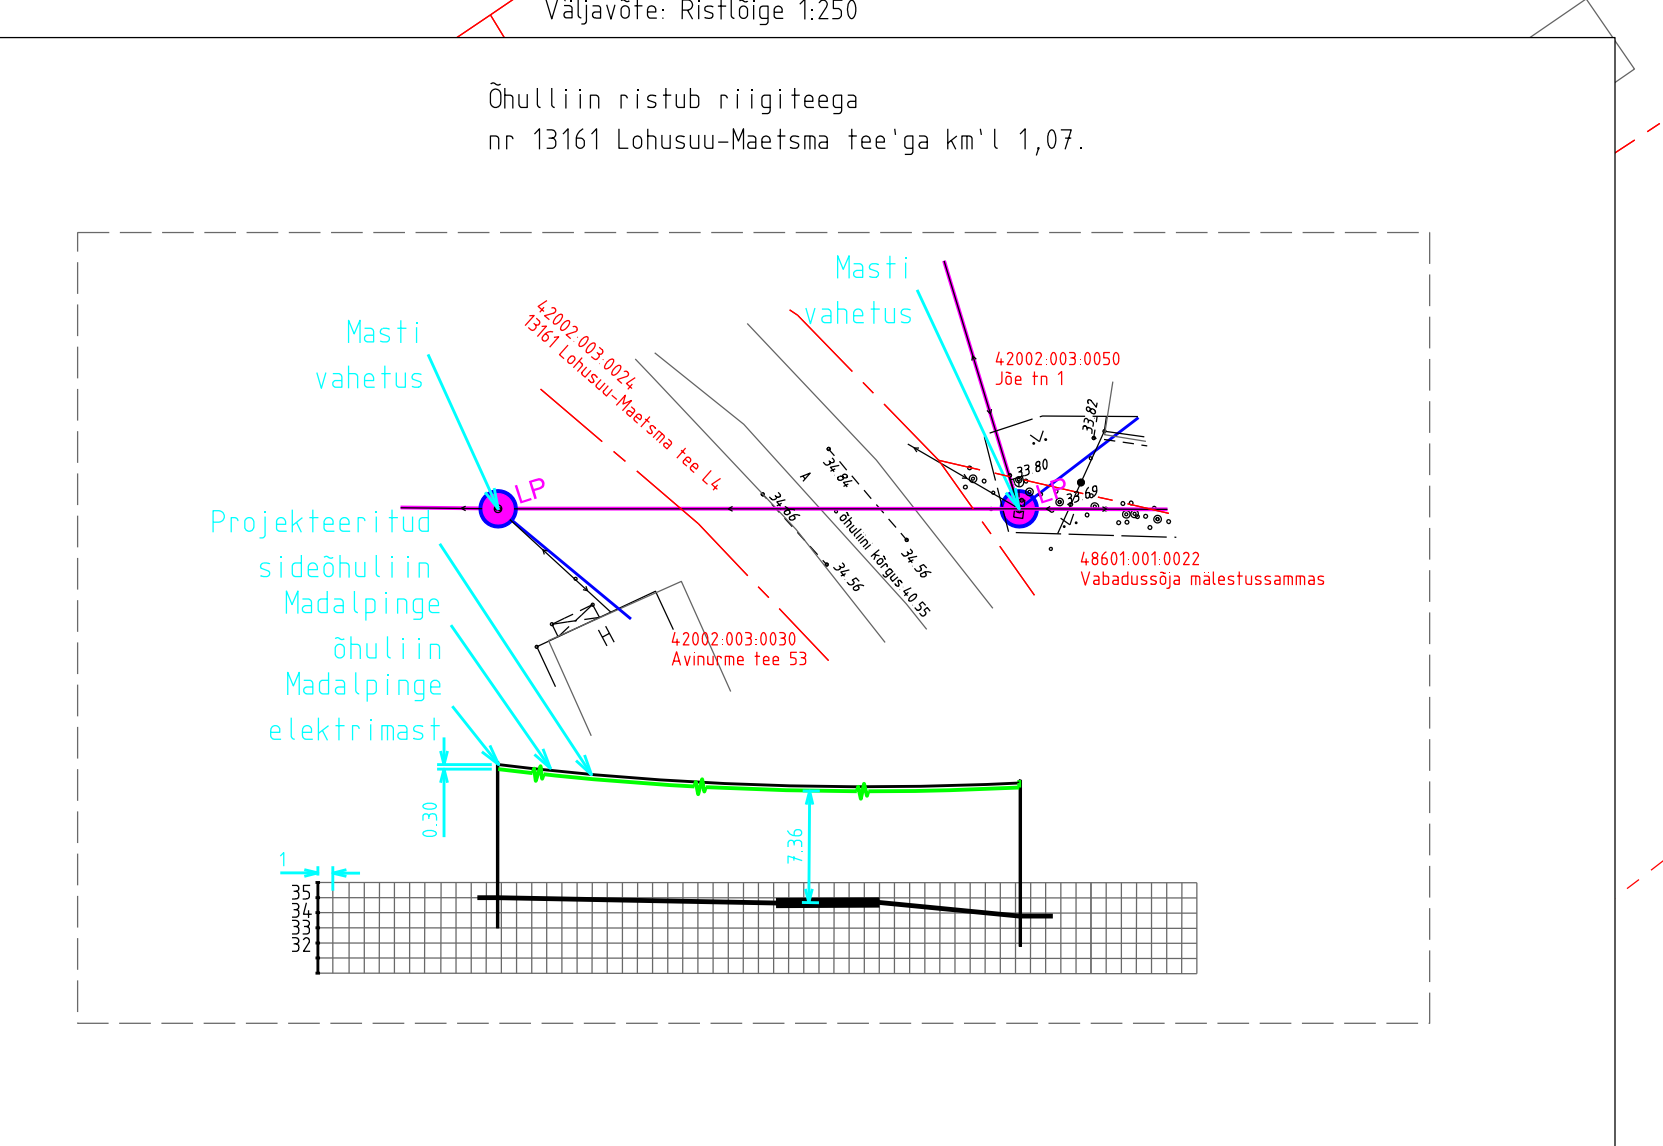 Väljavõte: Ristlõige 1:250
Õhulliin ristub riigiteega
nr 13161 Lohusuu-Maetsma tee'ga km'l 1,07.
Masti
vahetus
Masti
vahetus
42002:003:0024
13161 Lohusuu-Maetsma tee L4
42002:003:0050
Jõe tn 1
33.82
33.80
33.69
LP
LP
34.84
A
34.06
õhuliini kõrgus 40.55
34.56
34.56
48601:001:0022
Vabadussõja mälestussammas
42002:003:0030
Avinurme tee 53
H
Projekteeritud
sideõhuliin
Madalpinge
õhuliin
Madalpinge
elektrimast
0.30
7.36
1
35
34
33
32